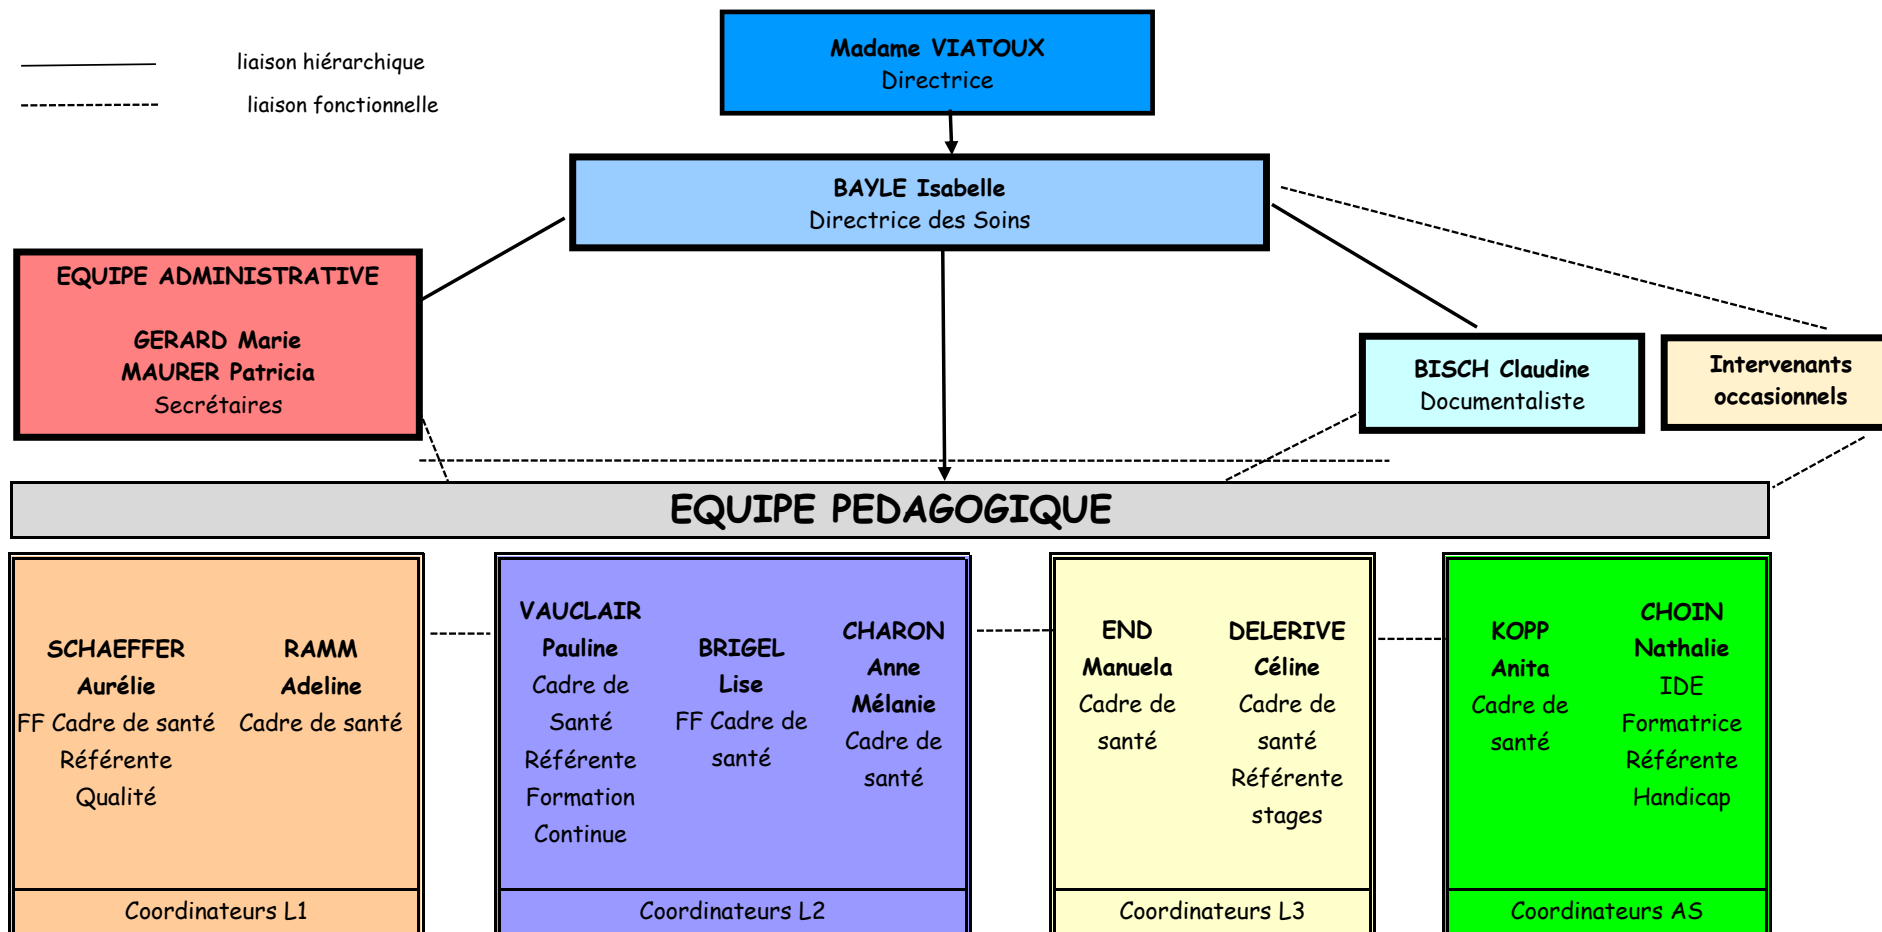 liaison hiérarchique
liaison fonctionnelle
Madame VIATOUX
Directrice
BAYLE Isabelle
Directrice des Soins
EQUIPE ADMINISTRATIVE
GERARD Marie
MAURER Patricia
Secrétaires
BISCH Claudine
Documentaliste
Intervenants
occasionnels
EQUIPE PEDAGOGIQUE
SCHAEFFER
Aurélie
FF Cadre de santé
Référente
Qualité
RAMM
Adeline
Cadre de santé
Coordinateurs L1
VAUCLAIR
Pauline
Cadre de
Santé
Référente
Formation
Continue
BRIGEL
Lise
FF Cadre de
santé
CHARON
Anne
Mélanie
Cadre de
santé
Coordinateurs L2
END
Manuela
Cadre de
santé
DELERIVE
Céline
Cadre de
santé
Référente
stages
Coordinateurs L3
KOPP
Anita
Cadre de
santé
CHOIN
Nathalie
IDE
Formatrice
Référente
Handicap
Coordinateurs AS